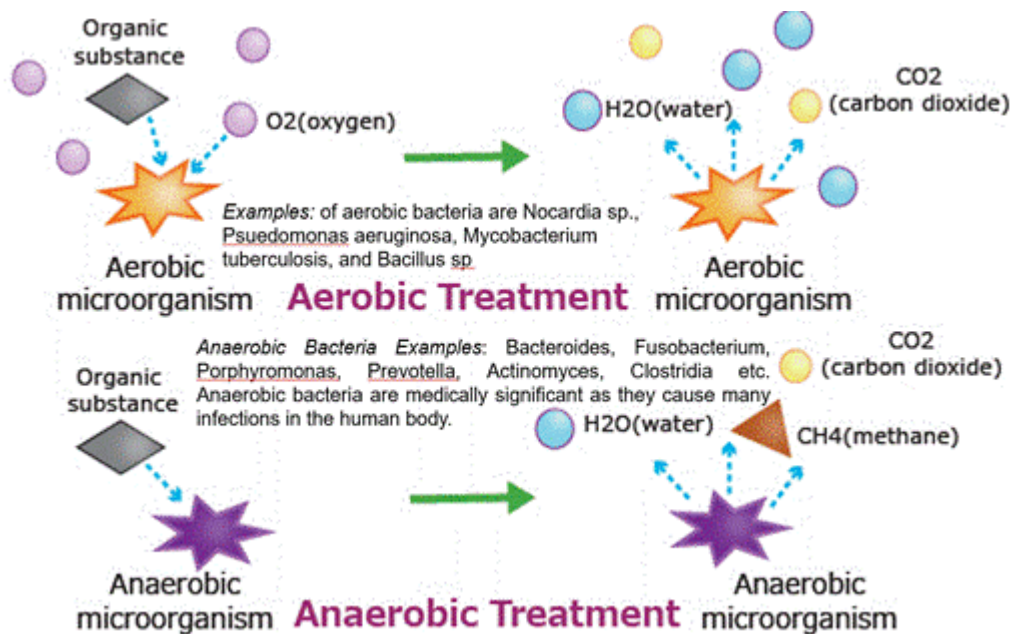 Organic
substance
O2(oxygen)
H2O(water)
CO2
(carbon dioxide)
Examples: of aerobic bacteria are Nocardia sp.,
Psuedomonas aeruginosa, Mycobacterium
tuberculosis, and Bacillus sp
Aerobic
microorganism
Aerobic Treatment
Aerobic
microorganism
Anaerobic Bacteria Examples: Bacteroides, Fusobacterium,
Porphyromonas, Prevotella, Actinomyces, Clostridia etc.
Anaerobic bacteria are medically significant as they cause many
infections in the human body.
Organic
substance
H2O(water)
CO2
(carbon dioxide)
CH4(methane)
Anaerobic
microorganism
Anaerobic Treatment
Anaerobic
microorganism